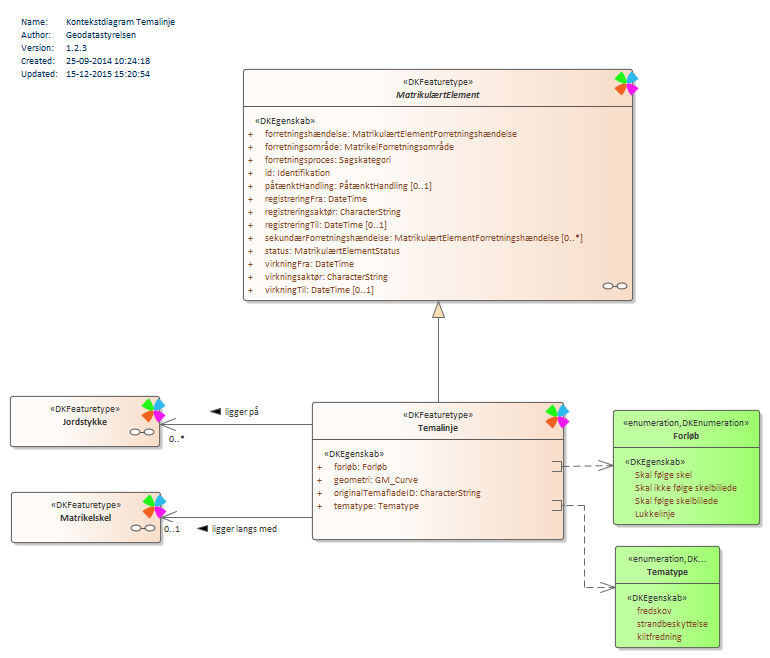 Name: Kontekstdiagram Temalinje
Author: Geodatastyrelsen
Version: 1.2.3
Created: 25-09-2014 10:24:18
Updated: 15-12-2015 15:20:54
«DKFeaturetype»
MatrikulærtElement
«DKEgenskab»
+ forretningshændelse: MatrikulærtElementForretningshændelse
+ forretningsområde: MatrikelForretningsområde
+ forretningsproces: Sagskategori
+ id: Identifikation
+ påtænktHandling: PåtænktHandling [0..1]
+ registreringFra: DateTime
+ registreringsaktør: CharacterString
+ registreringTil: DateTime [0..1]
+ sekundærForretningshændelse: MatrikulærtElementForretningshændelse [0..*]
+ status: MatrikulærtElementStatus
+ virkningFra: DateTime
+ virkningsaktør: CharacterString
+ virkningTil: DateTime [0..1]
«DKFeaturetype»
Jordstykke
ligger på
0..*
«DKFeaturetype»
Temalinje
«DKEgenskab»
+ forløb: Forløb
+ geometri: GM_Curve
+ originalTemafladeID: CharacterString
+ tematype: Tematype
«enumeration,DKEnumeration»
Forløb
«DKEgenskab»
Skal følge skel
Skal ikke følge skelbillede
Skal følge skelbillede
Lukkelinje
«DKFeaturetype»
Matrikelskel
0..1
ligger langs med
«enumeration,DK...
Tematype
«DKEgenskab»
fredskov
strandbeskyttelse
klitfredning